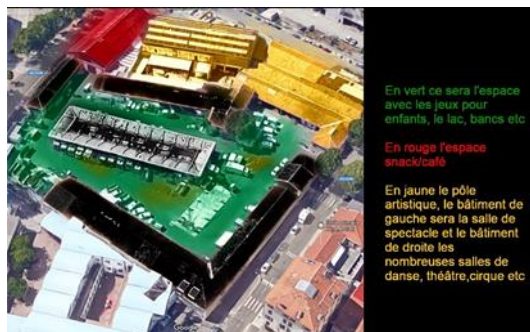 En vert ce sera l'espace
avec les jeux pour
enfants, le lac, bancs etc
En rouge l'espace
snack/café
En jaune le pôle
artistique, le bâtiment de
gauche sera la salle de
spectacle et le bâtiment
de droite les
nombreuses salles de
danse, théâtre,cirque etc